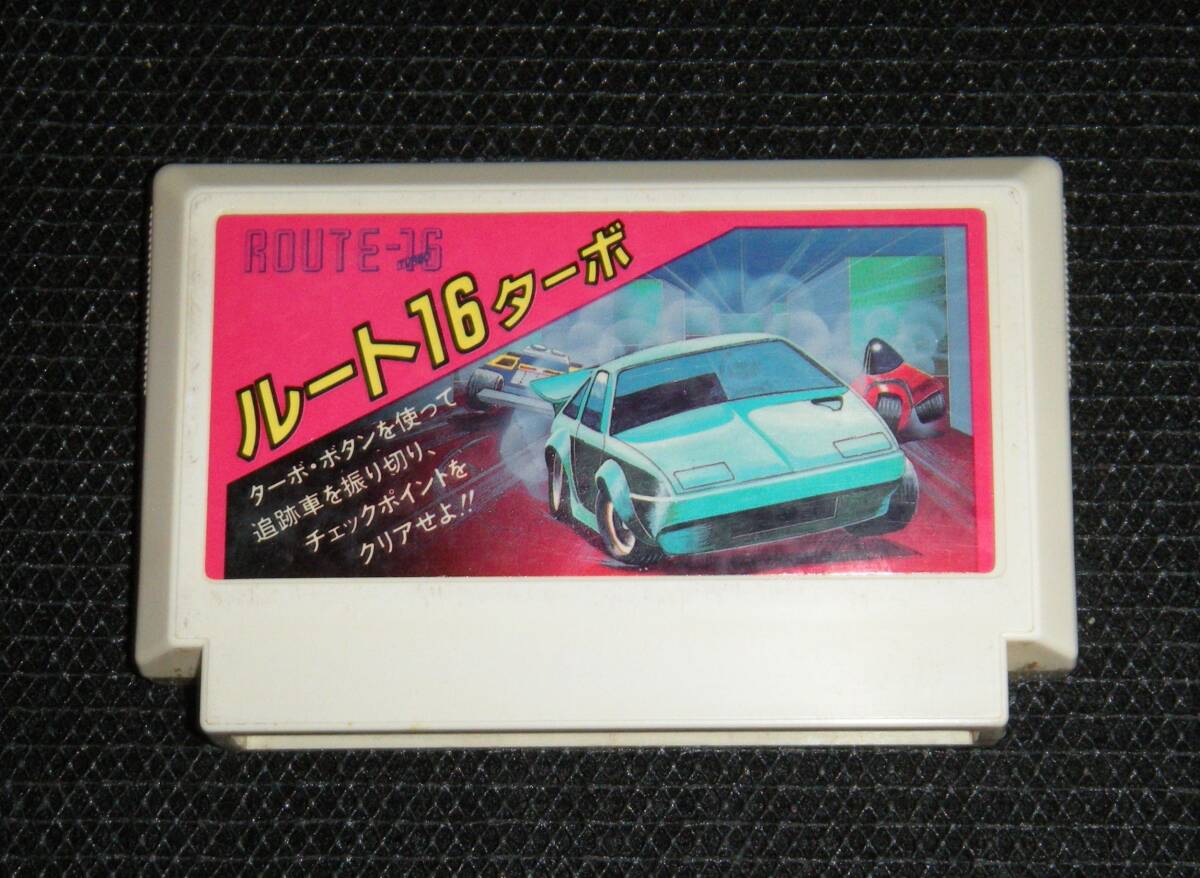 ROUTE-16
TURBO
ルート16ターボ
ターボ・ボタンを使って
追跡車を振り切り、
チェックポイントを
クリアせよ!!